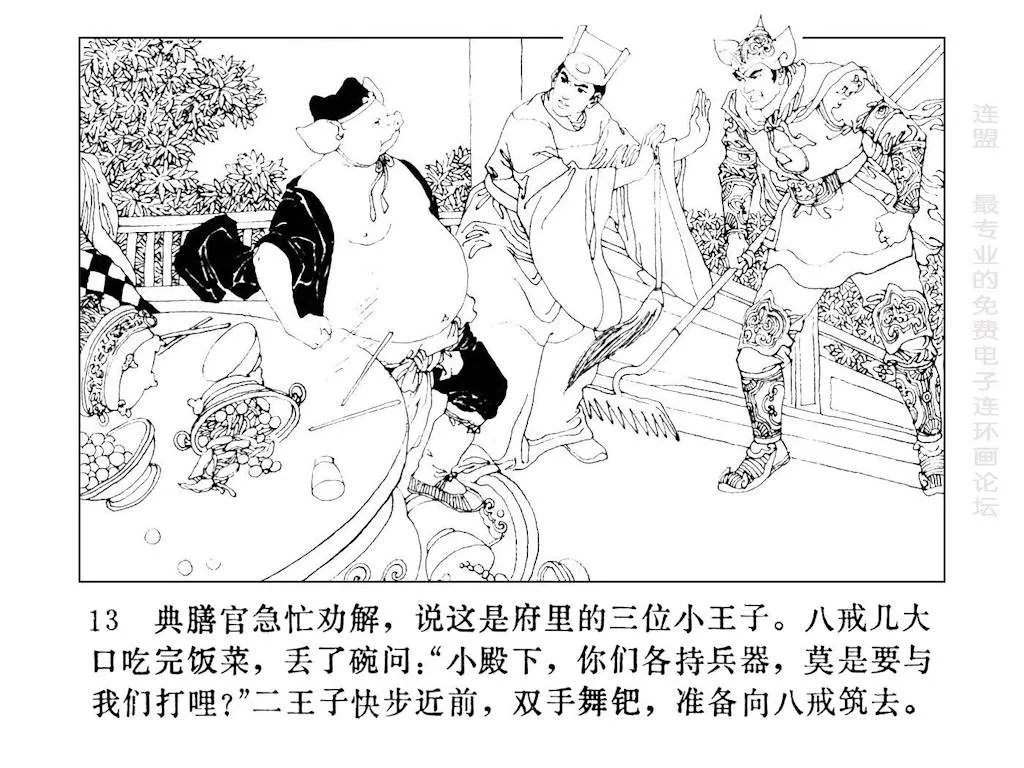 13 典膳官急忙劝解，说这是府里的三位小王子。八戒几大
口吃完饭菜，丢了碗问：“小殿下，你们各持兵器，莫是要与
我们打哩？”二王子快步近前，双手舞钯，准备向八戒筑去。
连盟 最专业的免费电子连环画论坛